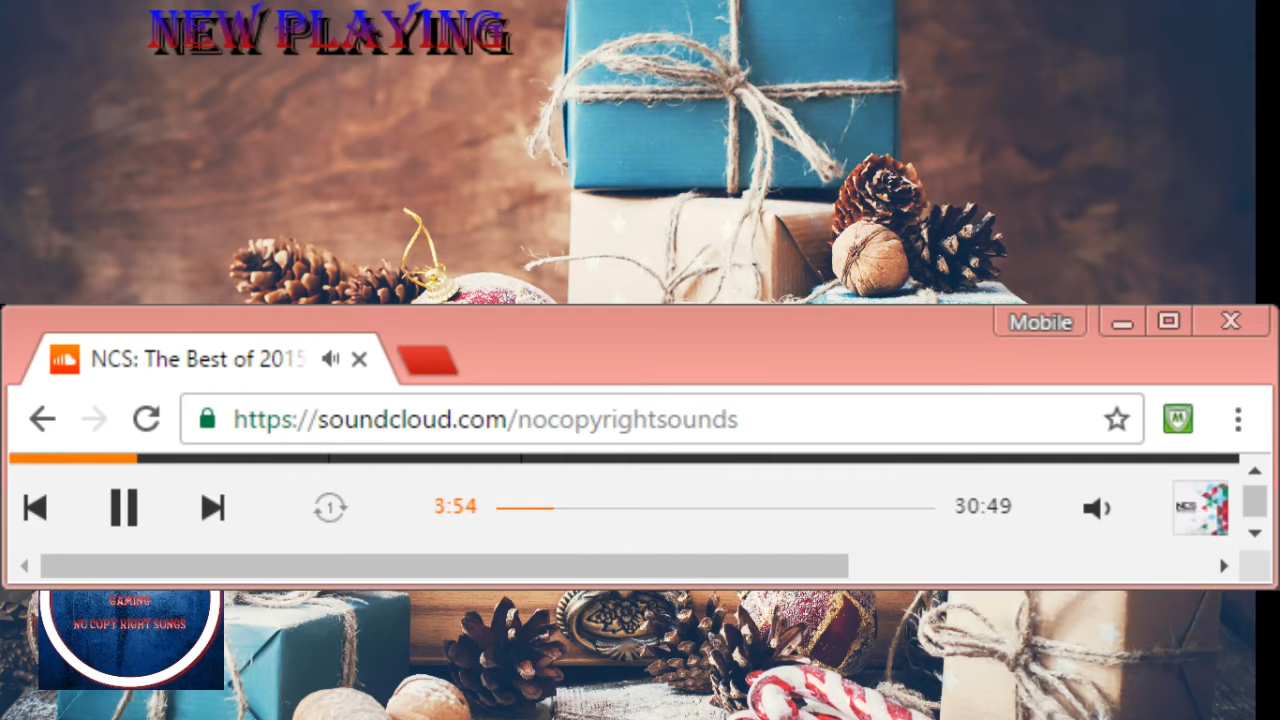 NEW PLAYING
Mobile
NCS: The Best of 2015
https://soundcloud.com/nocopyrightsounds
1
3:54
30:49
NCS
GAMING
NO COPY RIGHT SONGS